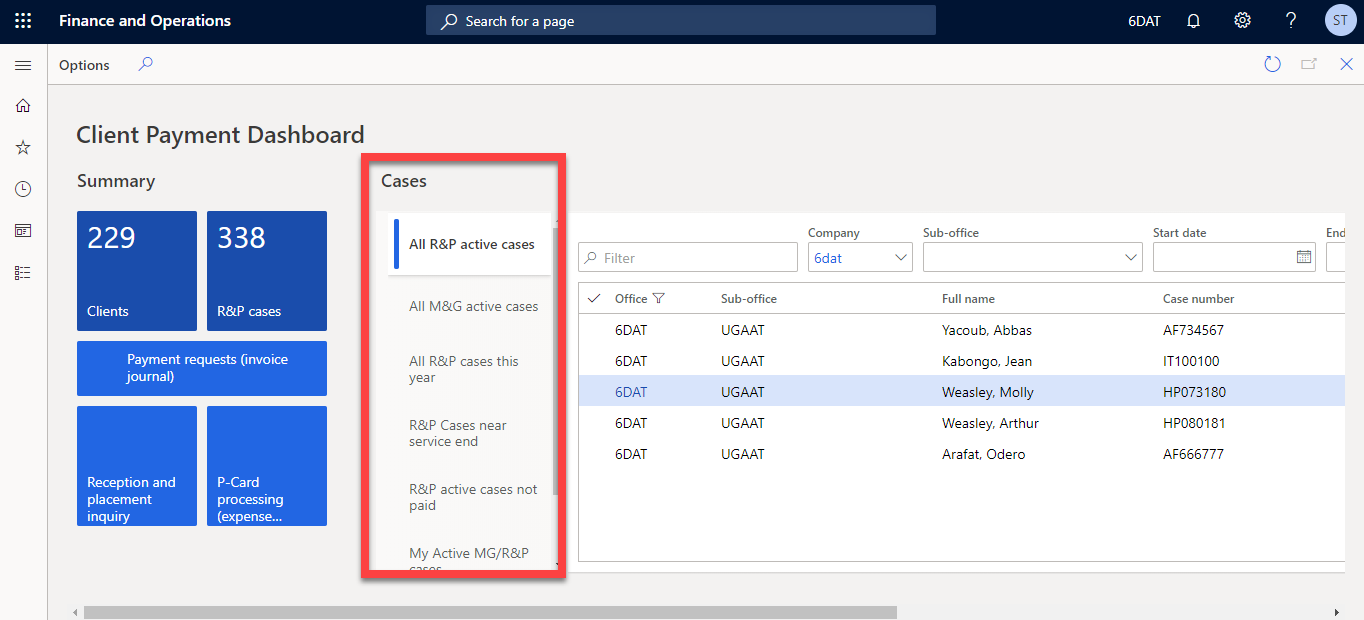 Finance and Operations
Search for a page
6DAT
?
ST
Options
Client Payment Dashboard
Summary
229
Clients
338
R&P cases
Payment requests (invoice
journal)
Reception and
placement
inquiry
P-Card
processing
(expense...
Cases
All R&P active cases
All M&G active cases
All R&P cases this
year
R&P Cases near
service end
R&P active cases not
paid
My Active MG/R&P
cases
Filter
Company
6dat
Sub-office
Start date
End
Office Sub-office Full name Case number
6DAT UGAAT Yacoub, Abbas AF734567
6DAT UGAAT Kabongo, Jean IT100100
6DAT UGAAT Weasley, Molly HP073180
6DAT UGAAT Weasley, Arthur HP080181
6DAT UGAAT Arafat, Odero AF666777